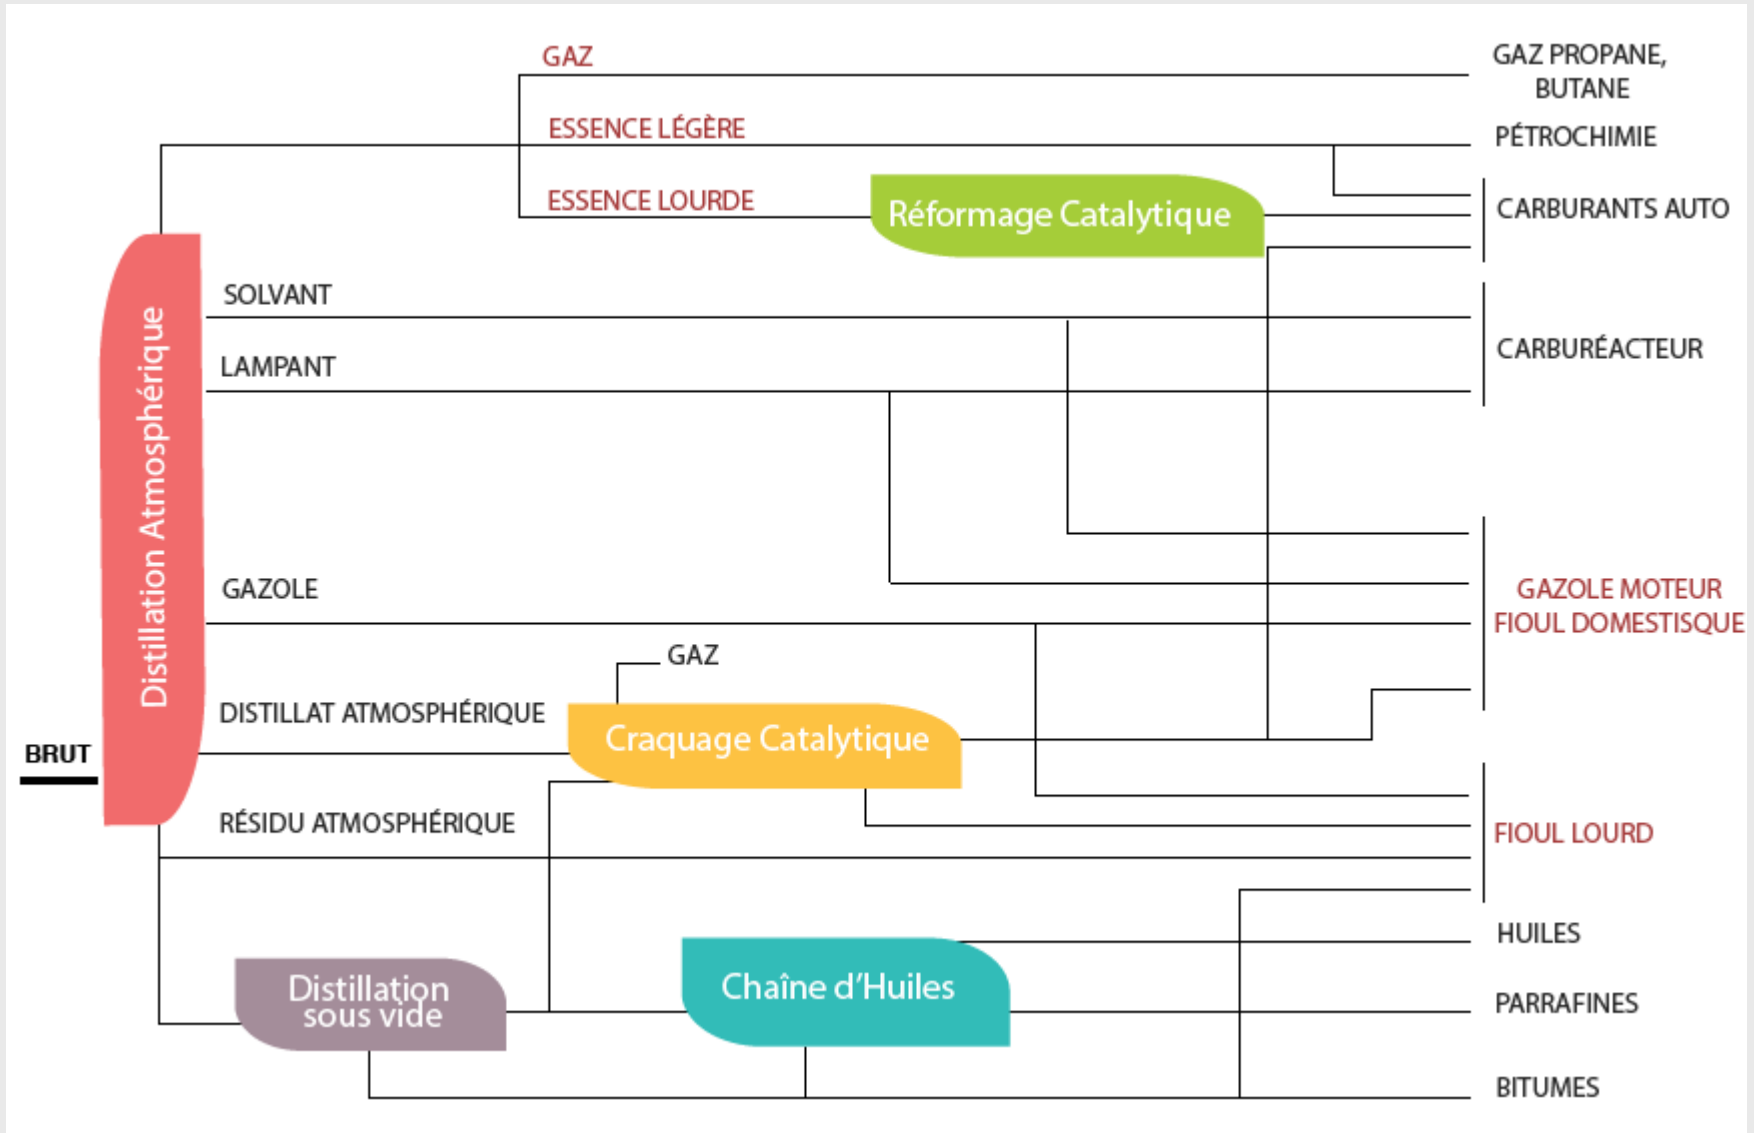 GAZ
GAZ PROPANE,
BUTANE
ESSENCE LÉGÈRE
PÉTROCHIMIE
ESSENCE LOURDE
Réformage Catalytique
CARBURANTS AUTO
SOLVANT
CARBURÉACTEUR
LAMPANT
Distillation Atmosphérique
GAZOLE
GAZOLE MOTEUR
FIOUL DOMESTISQUE
GAZ
DISTILLAT ATMOSPHÉRIQUE
Craquage Catalytique
BRUT
RÉSIDU ATMOSPHÉRIQUE
FIOUL LOURD
HUILES
Distillation
sous vide
Chaîne d'Huiles
PARRAFINES
BITUMES